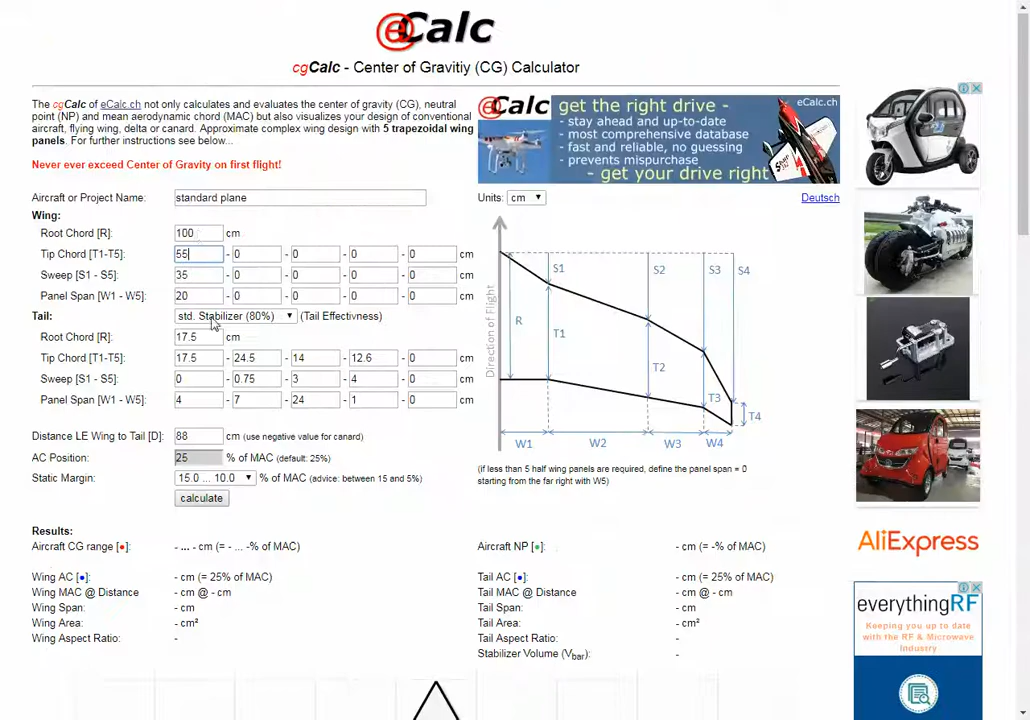 eCalc
cgCalc - Center of Gravitiy (CG) Calculator
The cgCalc of eCalc.ch not only calculates and evaluates the center of gravity (CG), neutral
point (NP) and mean aerodynamic chord (MAC) but also visualizes your design of conventional
aircraft, flying wing, delta or canard. Approximate complex wing design with 5 trapezoidal wing
panels. For further instructions see below...
Never ever exceed Center of Gravity on first flight!
eCalc
get the right drive -
- stay ahead and up-to-date
- most comprehensive database
- fast and reliable, no guessing
- prevents mispurchase
- get your drive right
eCalc.ch
Aircraft or Project Name: standard plane
Units: cm
Deutsch
Wing:
Root Chord [R]: 100 cm
Tip Chord [T1-T5]: 55 - 0 - 0 - 0 - 0 cm
Sweep [S1 - S5]: 35 - 0 - 0 - 0 - 0 cm
Panel Span [W1 - W5]: 20 - 0 - 0 - 0 - 0 cm
Tail: std. Stabilizer (80%) (Tail Effectivness)
Root Chord [R]: 17.5 cm
Tip Chord [T1-T5]: 17.5 - 24.5 - 14 - 12.6 - 0 cm
Sweep [S1 - S5]: 0 - 0.75 - 3 - 4 - 0 cm
Panel Span [W1 - W5]: 4 - 7 - 24 - 1 - 0 cm
Distance LE Wing to Tail [D]: 88 cm (use negative value for canard)
AC Position: 25 % of MAC (default: 25%)
Static Margin: 15.0 ... 10.0 % of MAC (advice: between 15 and 5%)
calculate
Direction of Flight
S1 S2 S3 S4
R T1 T2 T3 T4
W1 W2 W3 W4
(if less than 5 half wing panels are required, define the panel span = 0
starting from the far right with W5)
Results:
Aircraft CG range [●]: - ... - cm (= - ... -% of MAC)
Aircraft NP [●]: - cm (= -% of MAC)
Wing AC [●]: - cm (= 25% of MAC)
Tail AC [●]: - cm (= 25% of MAC)
Wing MAC @ Distance - cm @ - cm
Tail MAC @ Distance - cm @ - cm
Wing Span: - cm
Tail Span: - cm
Wing Area: - cm²
Tail Area: - cm²
Wing Aspect Ratio: -
Tail Aspect Ratio: -
Stabilizer Volume (Vbar): -
AliExpress
everythingRF
Keeping you up to date
with the RF & Microwave
Industry